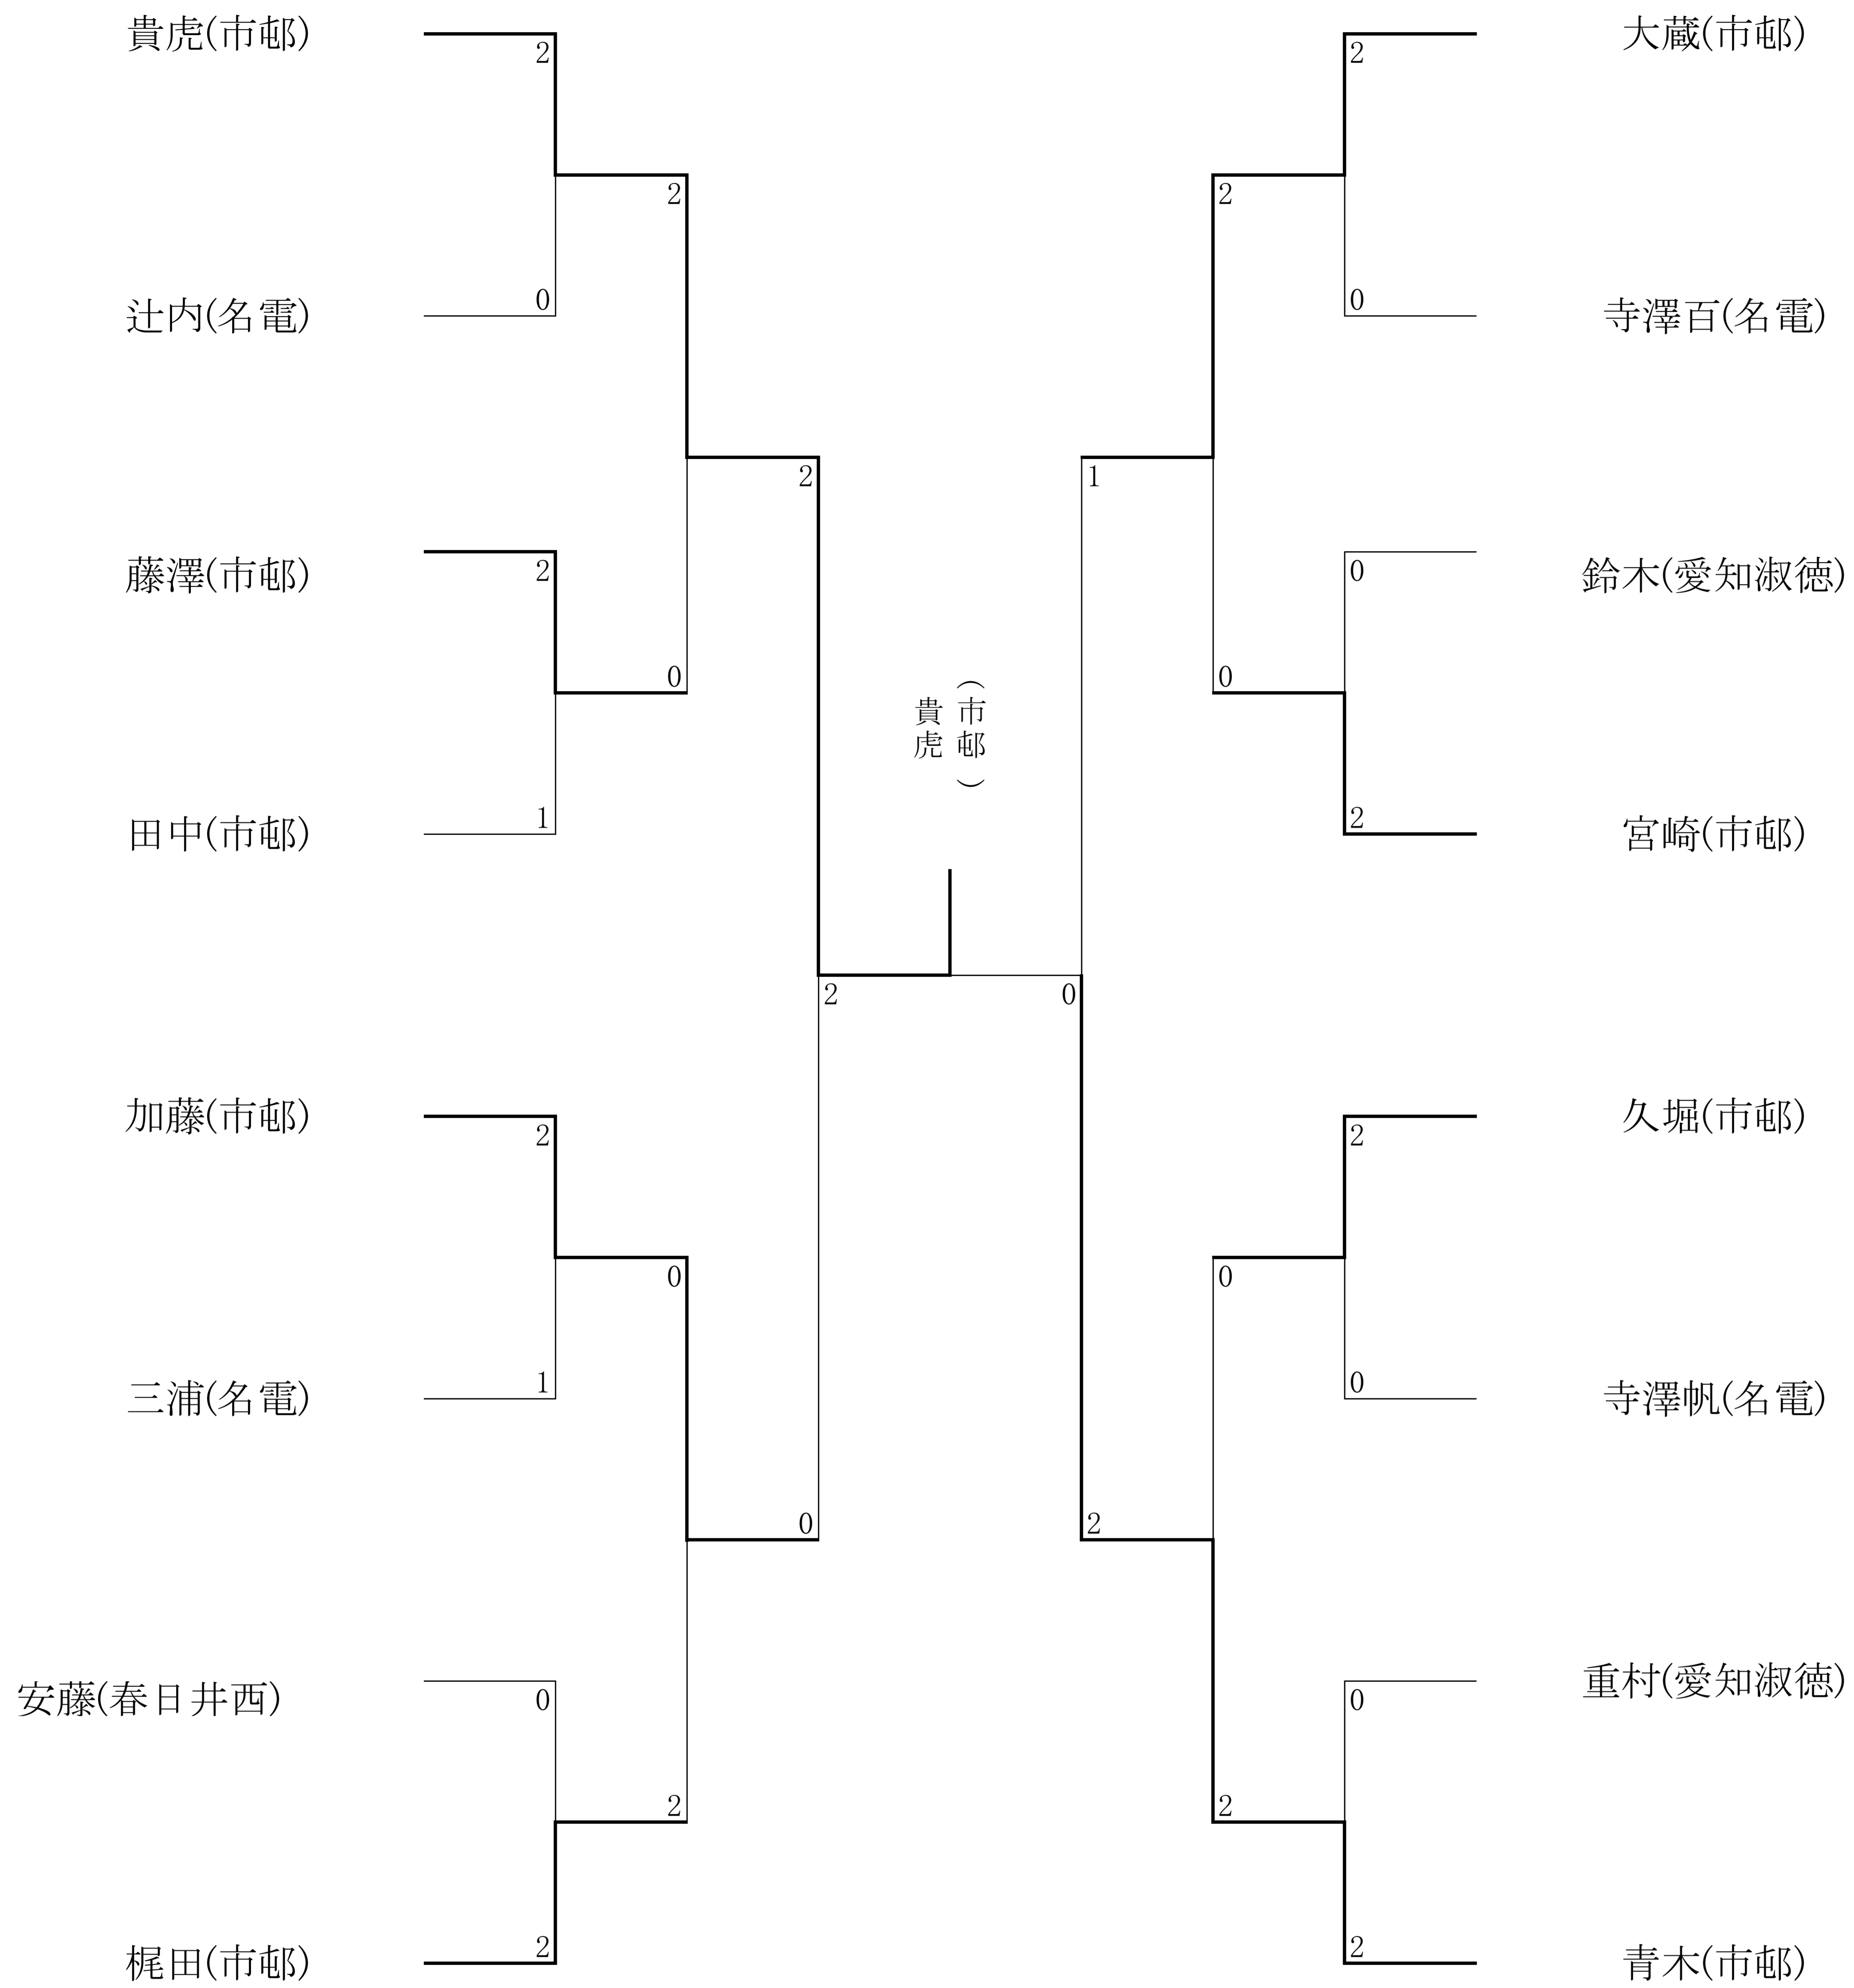 貴虎(市邨)
2
2
辻内(名電)
0
2
藤澤(市邨)
2
0
田中(市邨)
1
加藤(市邨)
2
0
三浦(名電)
1
0
安藤(春日井西)
0
2
梶田(市邨)
2
(市邨)
貴虎
2
0
大蔵(市邨)
2
2
寺澤百(名電)
0
1
鈴木(愛知淑徳)
0
0
宮崎(市邨)
2
久堀(市邨)
2
0
寺澤帆(名電)
0
2
重村(愛知淑徳)
0
2
青木(市邨)
2